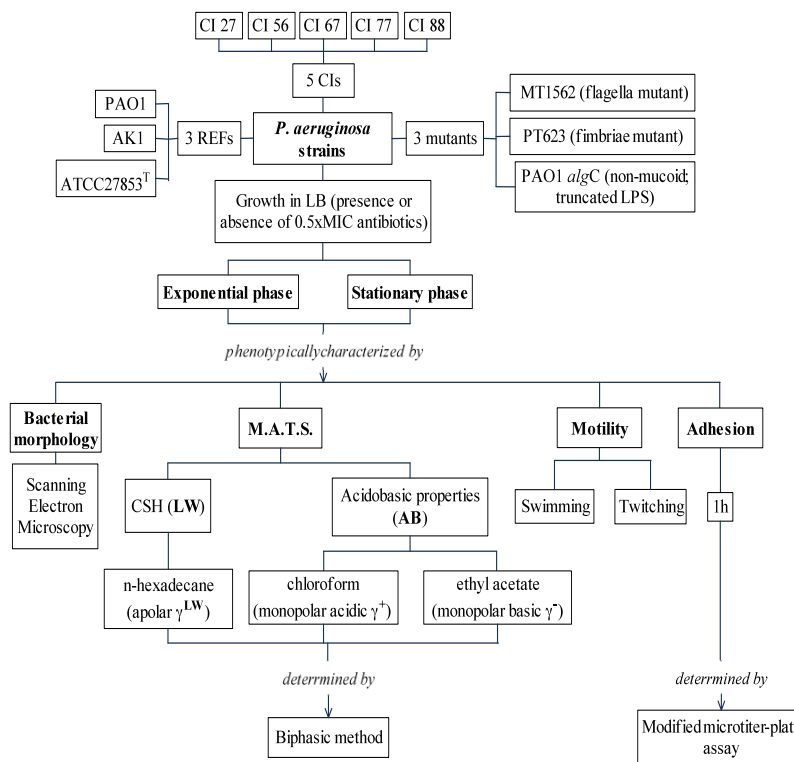 CI 27
CI 56
CI 67
CI 77
CI 88
5 CIs
PAO1
AK1
ATCC27853T
3 REFs
P. aeruginosa
strains
3 mutants
MT1562 (flagella mutant)
PT623 (fimbriae mutant)
PAO1 algC (non-mucoid;
truncated LPS)
Growth in LB (presence or
absence of 0.5xMIC antibiotics)
Exponential phase
Stationary phase
phenotypicallycharacterized by
Bacterial
morphology
M.A.T.S.
Motility
Adhesion
Scanning
Electron
Microscopy
CSH (LW)
Acidobasic properties
(AB)
Swimming
Twitching
1h
n-hexadecane
(apolar γLW)
chloroform
(monopolar acidic γ+)
ethyl acetate
(monopolar basic γ-)
deterrmined by
deterrmined by
Biphasic method
Modified microtiter-plat
assay